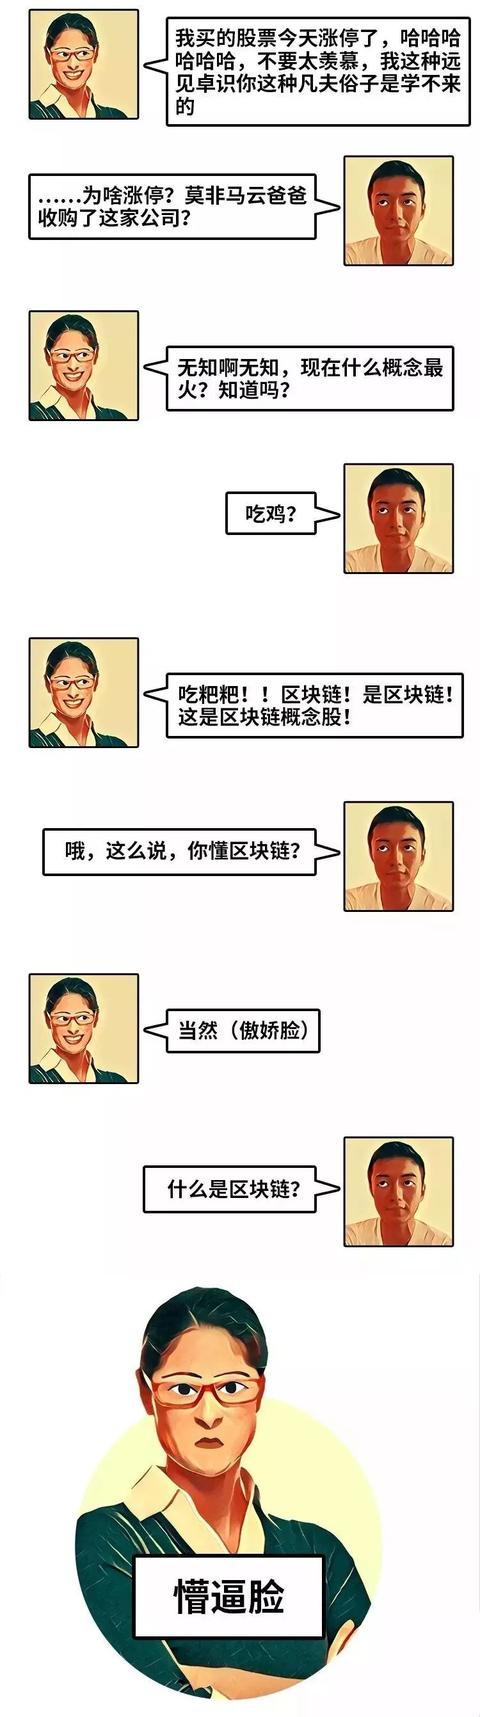 我买的股票今天涨停了，哈哈哈
哈哈哈哈，不要太羡慕，我这种远
见卓识你这种凡夫俗子是学不来
的
……为啥涨停？莫非马云爸爸
收购了这家公司？
无知啊无知，现在什么概念最
火？知道吗？
吃鸡？
吃粑粑！！区块链！是区块链！
这是区块链概念股！
哦，这么说，你懂区块链？
当然（傲娇脸）
什么是区块链？
懵逼脸